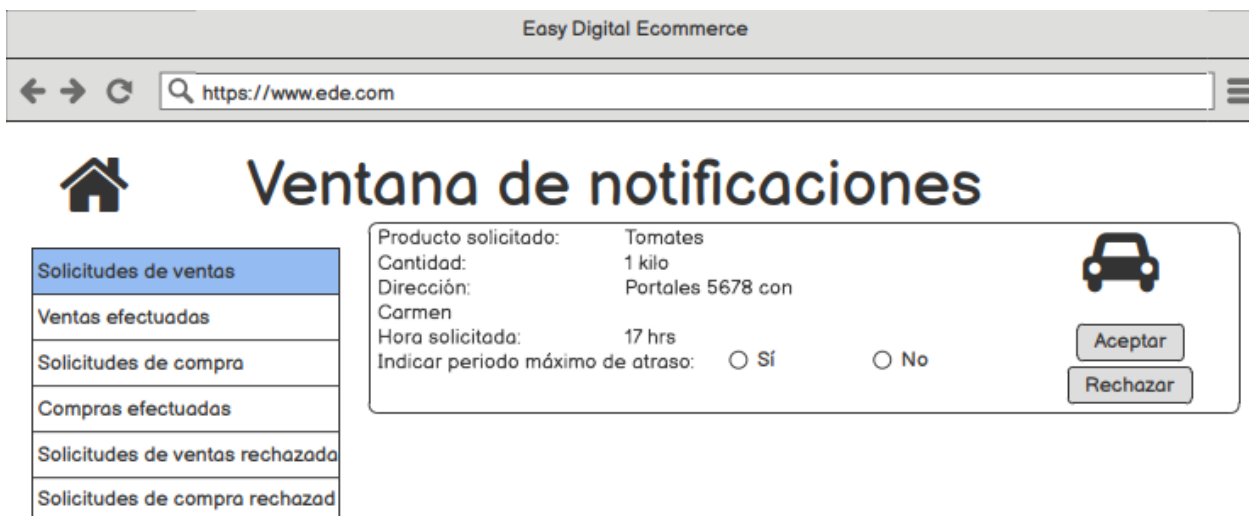 Easy Digital Ecommerce
https://www.ede.com
Ventana de notificaciones
Solicitudes de ventas
Ventas efectuadas
Solicitudes de compra
Compras efectuadas
Solicitudes de ventas rechazada
Solicitudes de compra rechazad
Producto solicitado: Tomates
Cantidad: 1 kilo
Dirección: Portales 5678 con
Carmen
Hora solicitada: 17 hrs
Indicar periodo máximo de atraso: Sí No
Aceptar
Rechazar